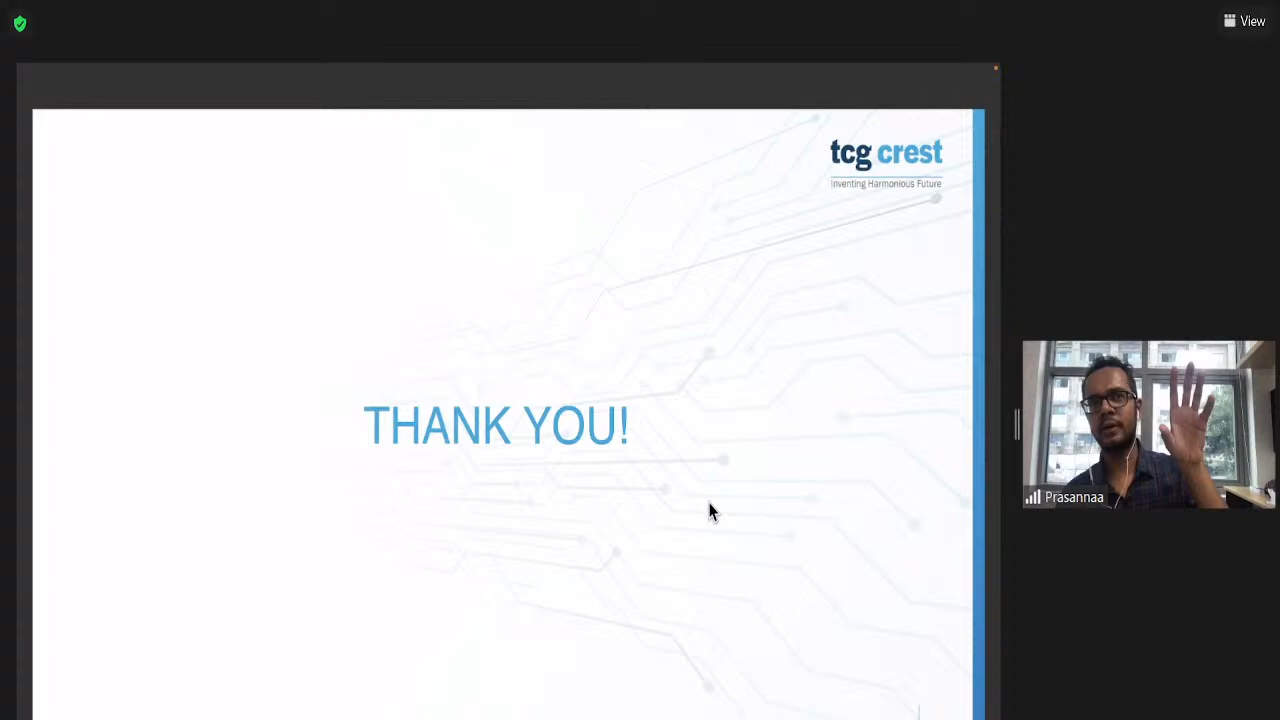 View
tcg crest
Inventing Harmonious Future
THANK YOU!
Prasannaa